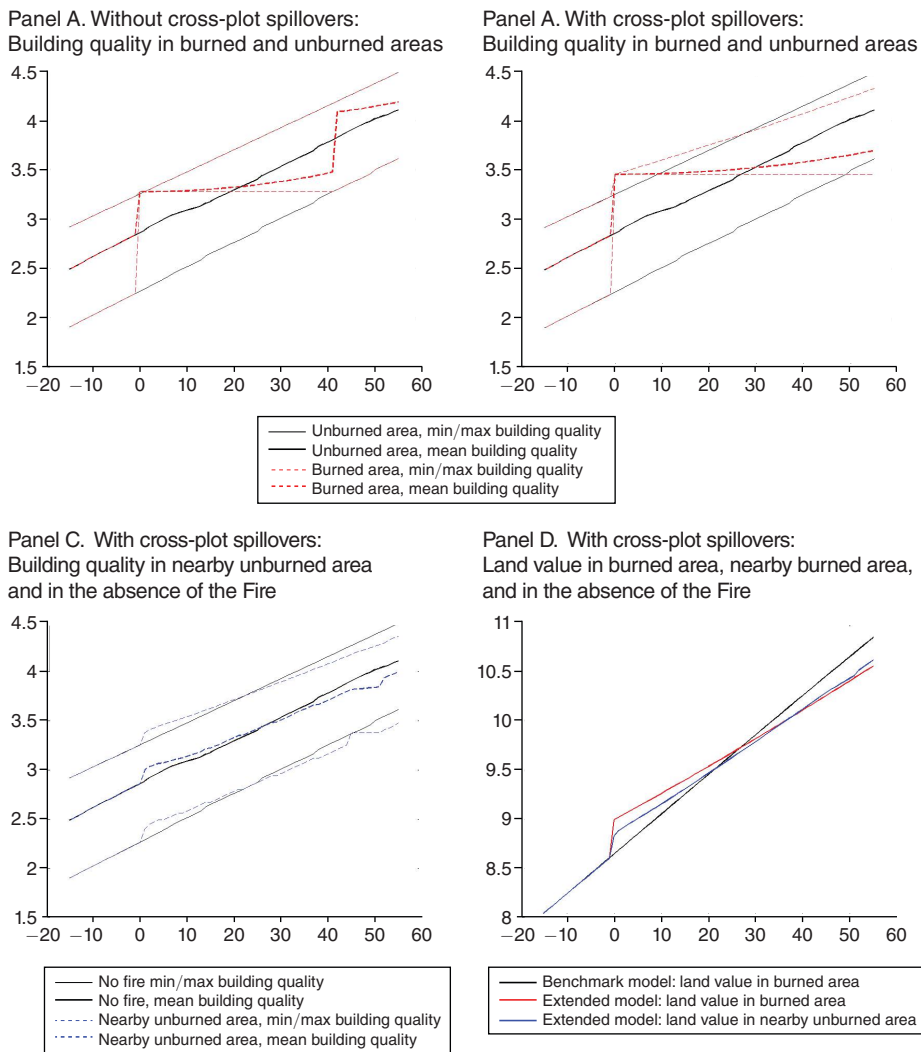 Panel A. Without cross-plot spillovers:
Building quality in burned and unburned areas
4.5
4
3.5
3
2.5
2
1.5
−20 −10 0 10 20 30 40 50 60
Panel A. With cross-plot spillovers:
Building quality in burned and unburned areas
4.5
4
3.5
3
2.5
2
1.5
−20 −10 0 10 20 30 40 50 60
Unburned area, min/max building quality
Unburned area, mean building quality
Burned area, min/max building quality
Burned area, mean building quality
Panel C. With cross-plot spillovers:
Building quality in nearby unburned area
and in the absence of the Fire
4.5
4
3.5
3
2.5
2
1.5
−20 −10 0 10 20 30 40 50 60
No fire min/max building quality
No fire, mean building quality
Nearby unburned area, min/max building quality
Nearby unburned area, mean building quality
Panel D. With cross-plot spillovers:
Land value in burned area, nearby burned area,
and in the absence of the Fire
11
10.5
10
9.5
9
8.5
8
−20 −10 0 10 20 30 40 50 60
Benchmark model: land value in burned area
Extended model: land value in burned area
Extended model: land value in nearby unburned area